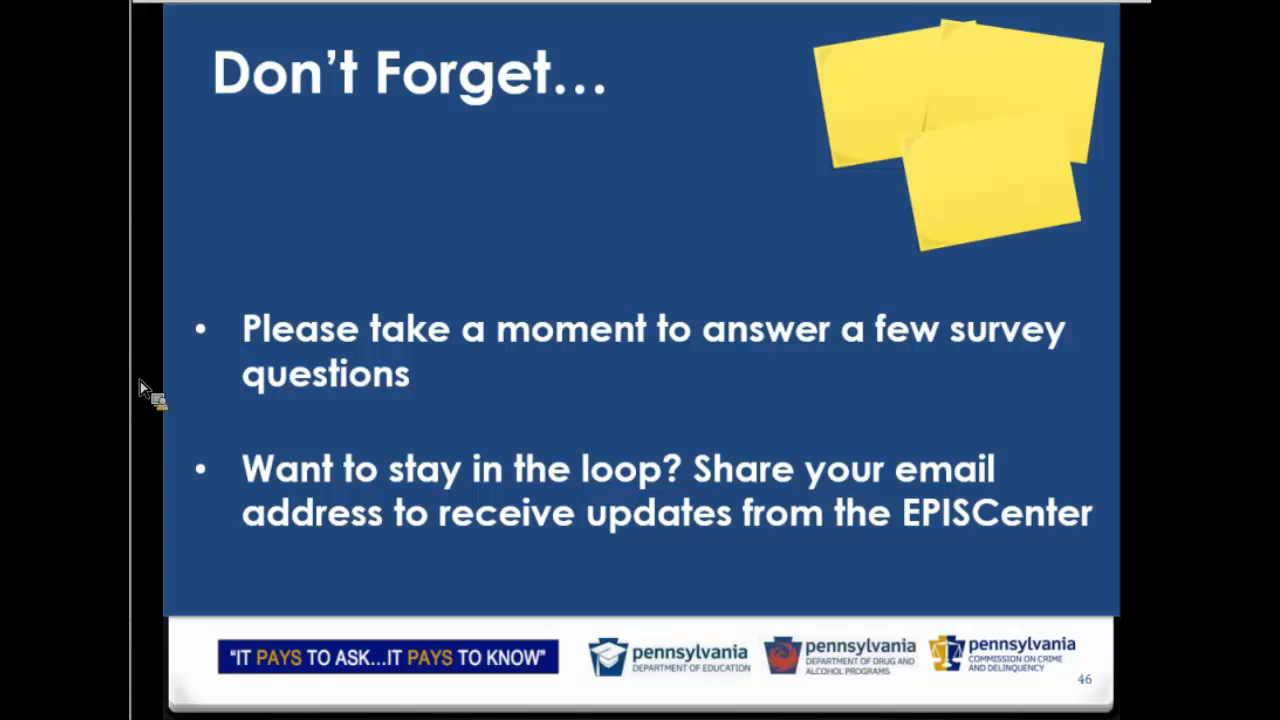 Don't Forget...
• Please take a moment to answer a few survey
questions
• Want to stay in the loop? Share your email
address to receive updates from the EPISCenter
"IT PAYS TO ASK...IT PAYS TO KNOW"
pennsylvania
DEPARTMENT OF EDUCATION
pennsylvania
DEPARTMENT OF DRUG AND
ALCOHOL PROGRAMS
pennsylvania
COMMISSION ON CRIME
AND DELINQUENCY
46